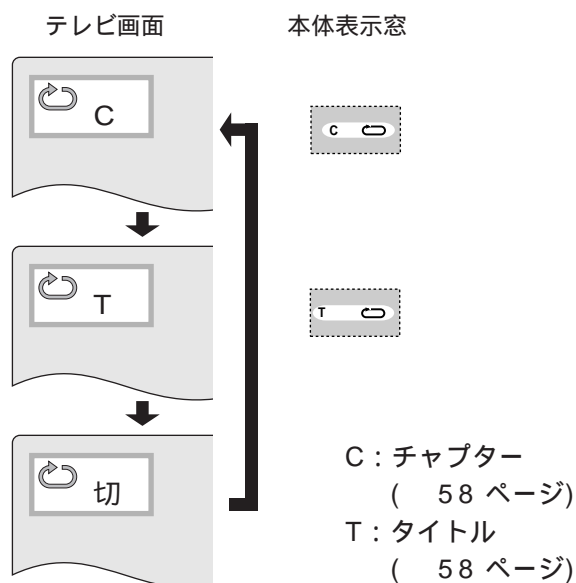 テレビ画面 本体表示窓
C
C
T
T
切
C:チャプター
( 58 ページ)
T:タイトル
( 58 ページ)